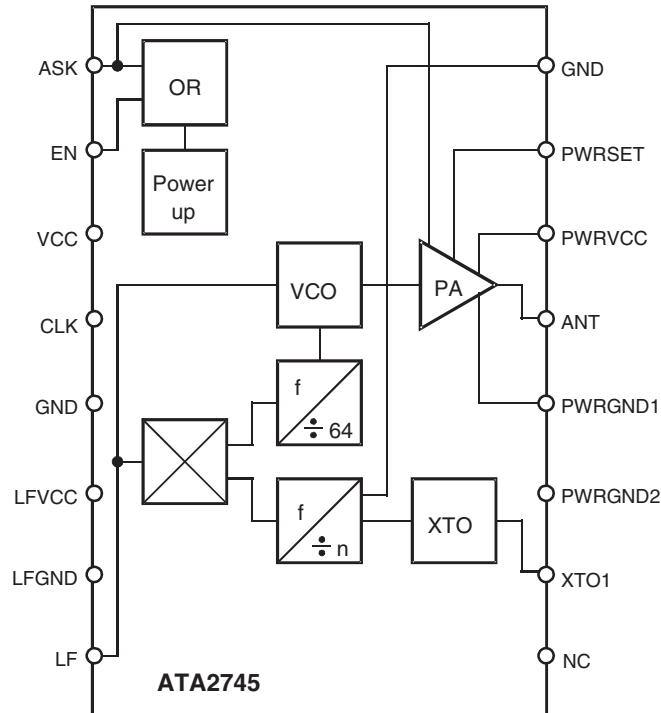 ASK
EN
VCC
CLK
GND
LFVCC
LFGND
LF
OR
Power
up
VCO
PA
f
÷ 64
f
÷ n
XTO
GND
PWRSET
PWRVCC
ANT
PWRGND1
PWRGND2
XTO1
NC
ATA2745